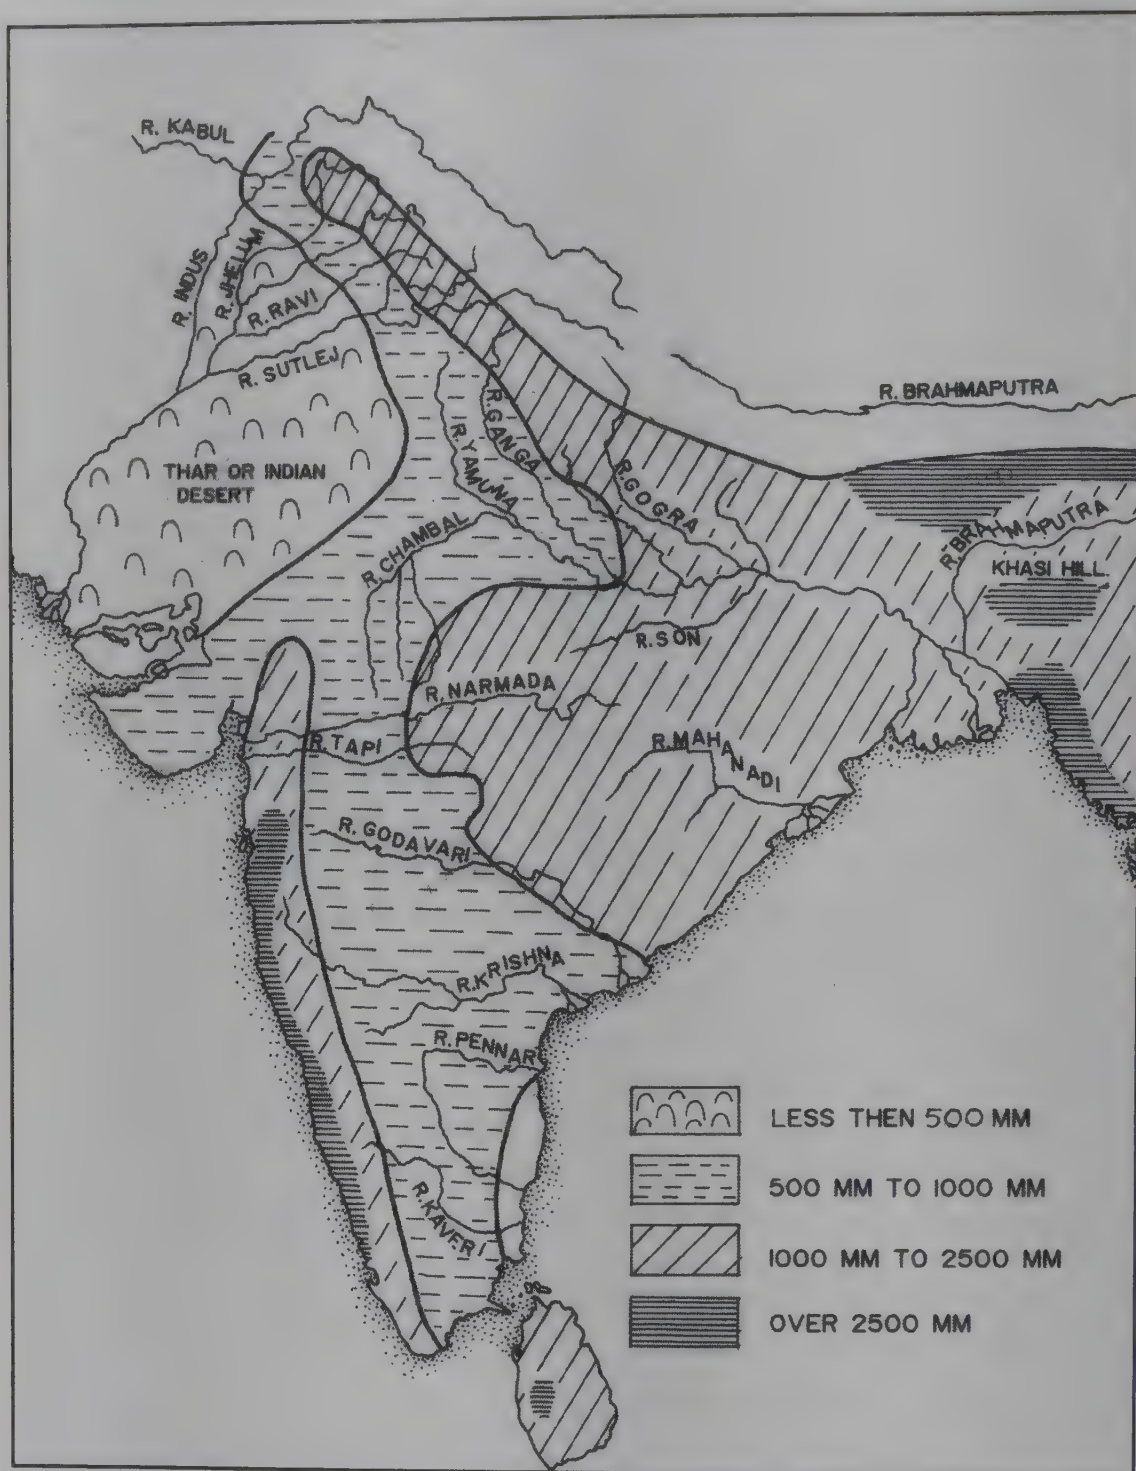 R. KABUL
R. INDUS
R. JHELUM
R. RAVI
R. SUTLEJ
R. BRAHMAPUTRA
THAR OR INDIAN
DESERT
R. GANGA
R. YAMUNA
R. GOGRA
R. BRAHMAPUTRA
R. CHAMBAL
KHASI HILL
R. SON
R. NARMADA
R. TAPI
R. MAHANADI
R. GODAVARI
R. KRISHNA
R. PENNAR
R. KAVERI
LESS THEN 500 MM
500 MM TO 1000 MM
1000 MM TO 2500 MM
OVER 2500 MM